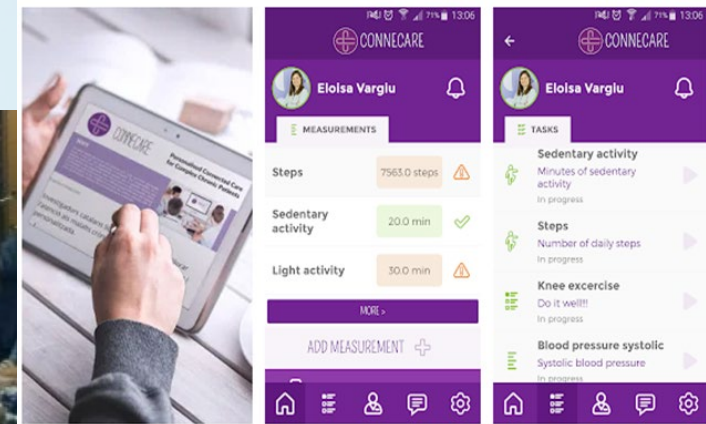 CONNECARE
Personalised Connected Care
for Complex Chronic Patients
71% 13:06
CONNECARE
Eloisa Vargiu
MEASUREMENTS
Steps
7563.0 steps
Sedentary
activity
20.0 min
Light activity
30.0 min
MORE >
ADD MEASUREMENT
71% 13:06
CONNECARE
Eloisa Vargiu
TASKS
Sedentary activity
Minutes of sedentary
activity
In progress
Steps
Number of daily steps
In progress
Knee excercise
Do it well!!!
In progress
Blood pressure systolic
Systolic blood pressure
In progress